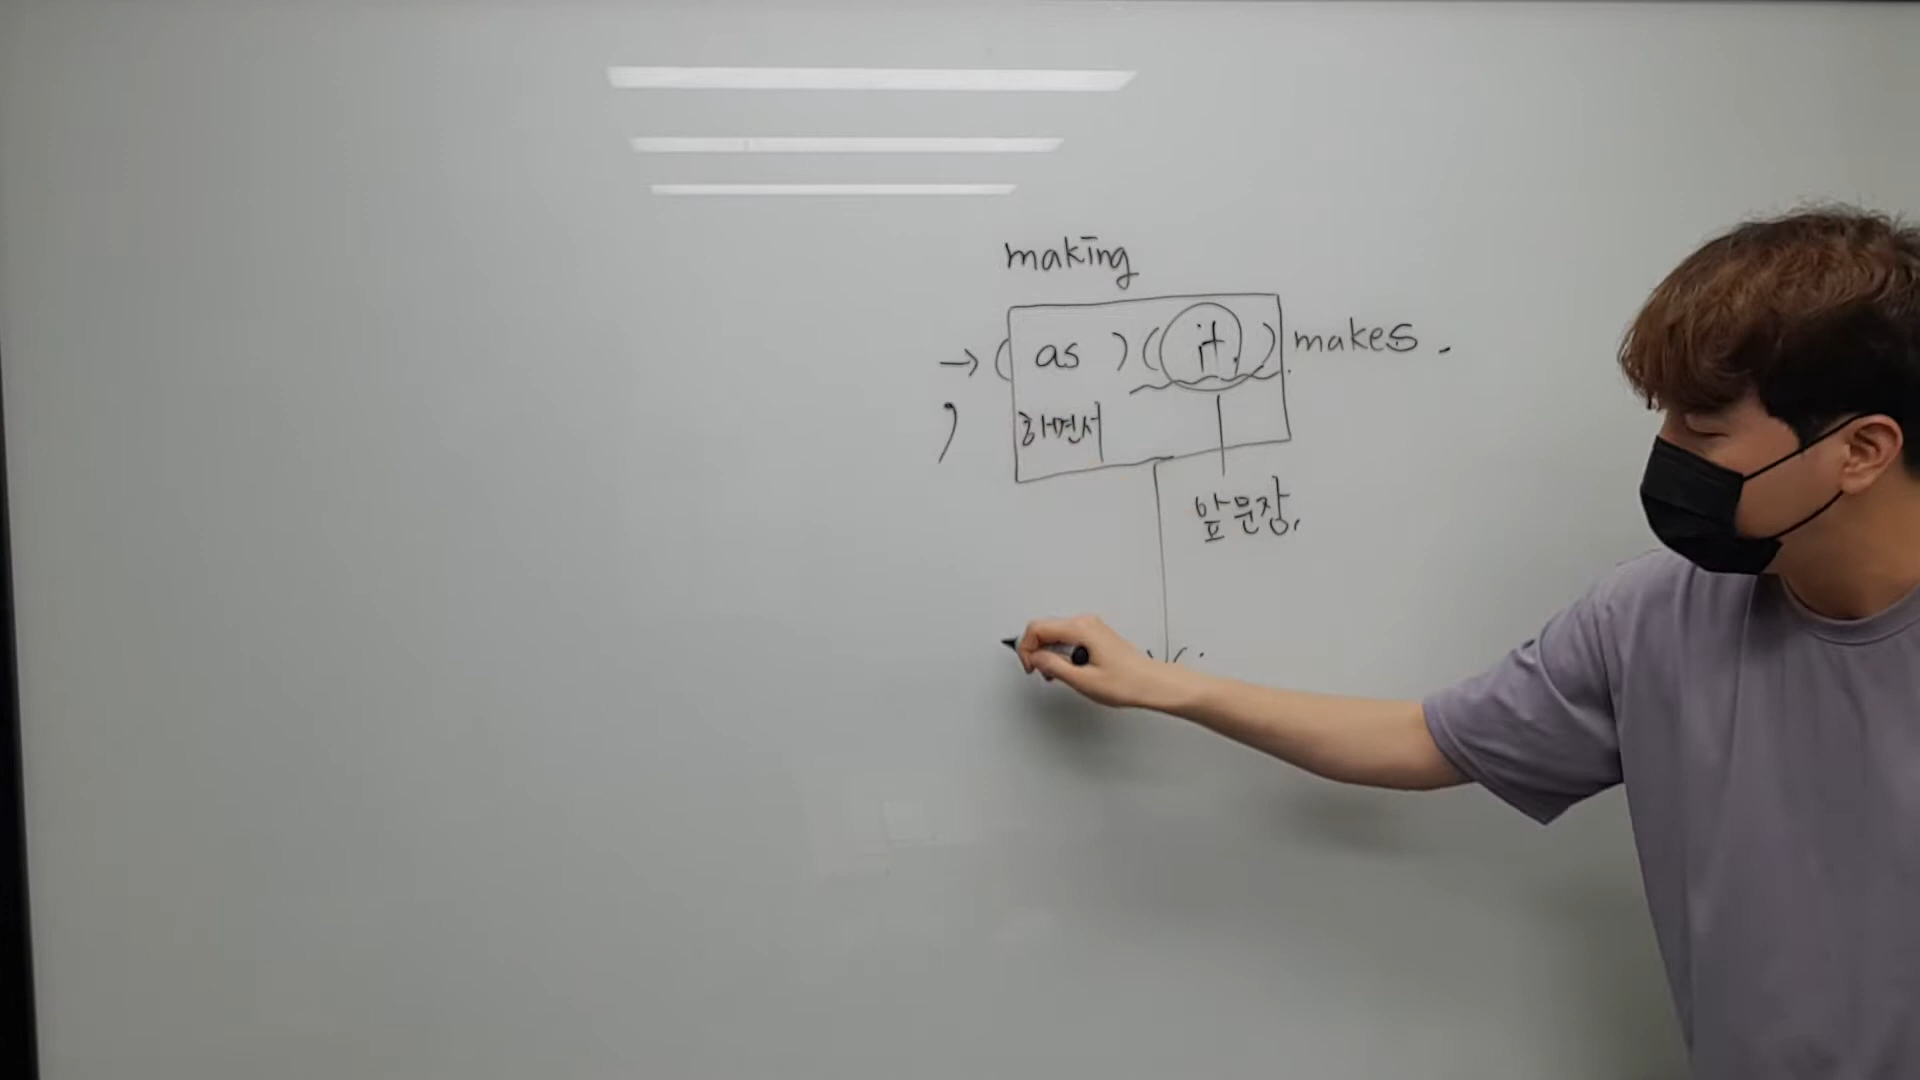 making
→ ( as ) ( it, ) makes.
, 하면서
앞문장,